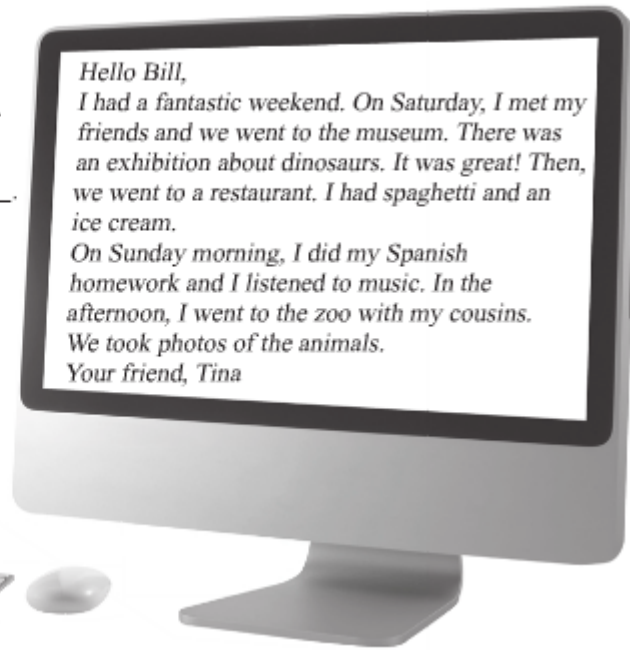 Hello Bill,
I had a fantastic weekend. On Saturday, I met my
friends and we went to the museum. There was
an exhibition about dinosaurs. It was great! Then,
we went to a restaurant. I had spaghetti and an
ice cream.
On Sunday morning, I did my Spanish
homework and I listened to music. In the
afternoon, I went to the zoo with my cousins.
We took photos of the animals.
Your friend, Tina